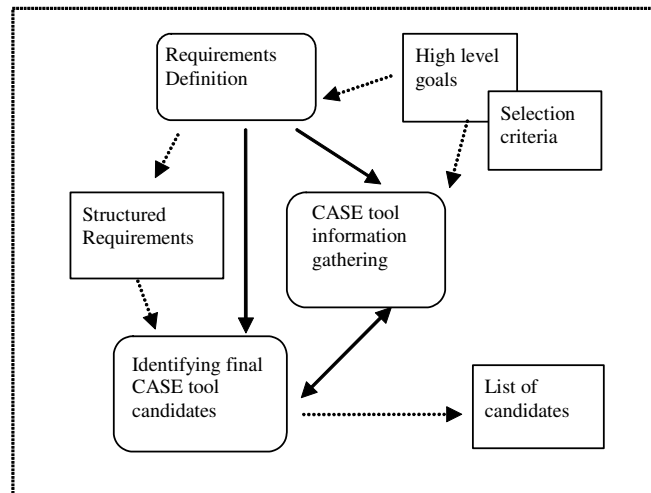 Requirements
Definition
High level
goals
Selection
criteria
Structured
Requirements
CASE tool
information
gathering
Identifying final
CASE tool
candidates
List of
candidates